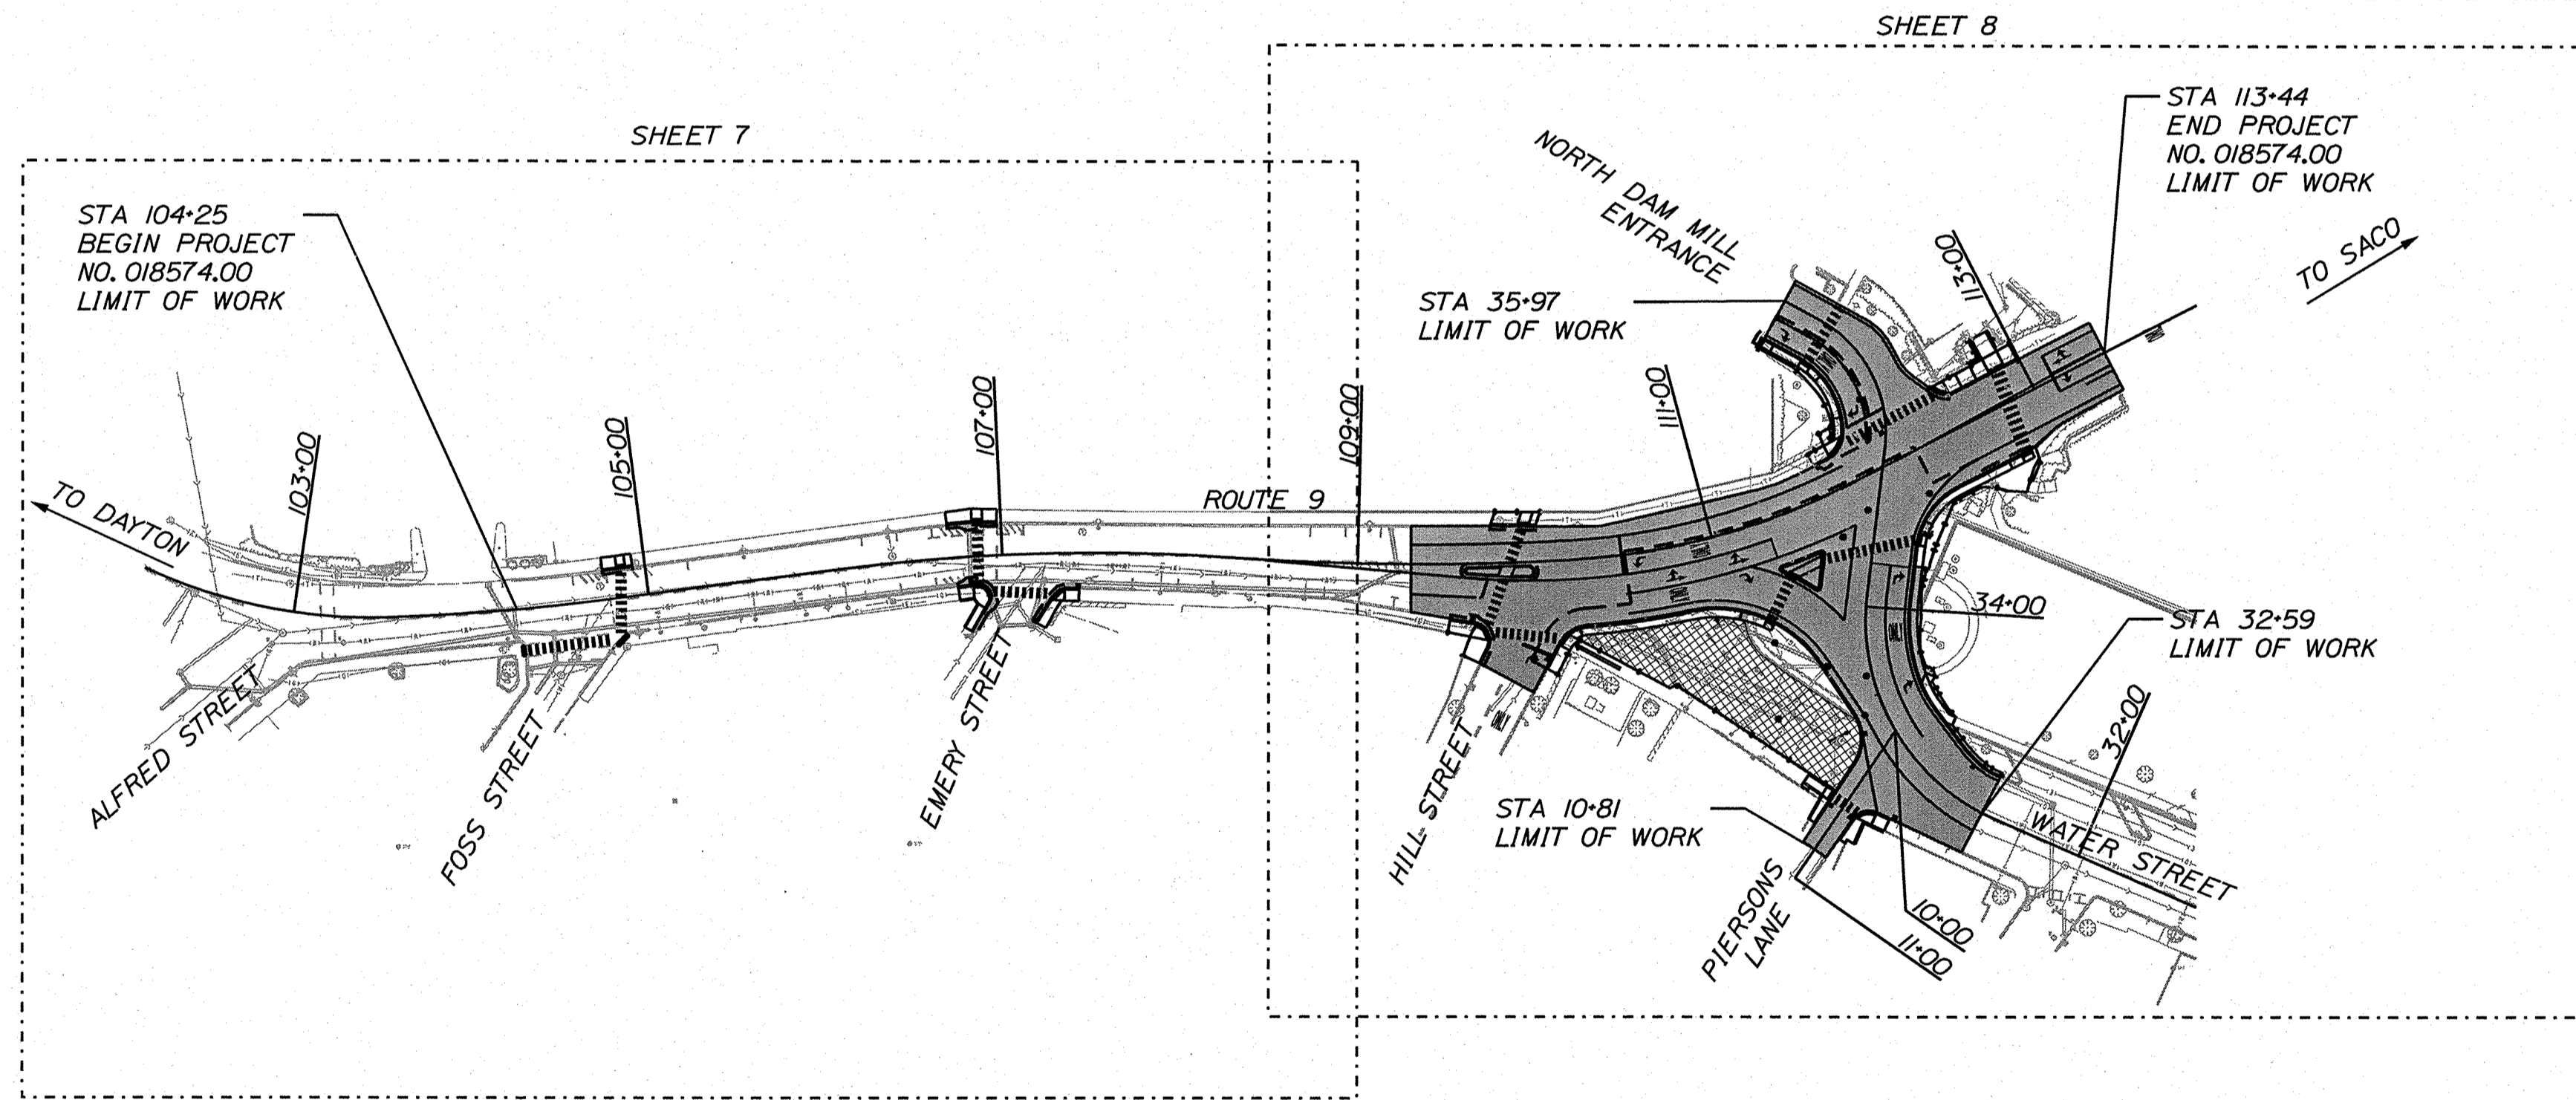 SHEET 8
SHEET 7
STA 113+44
END PROJECT
NO. 018574.00
LIMIT OF WORK
STA 104+25
BEGIN PROJECT
NO. 018574.00
LIMIT OF WORK
NORTH DAM MILL
ENTRANCE
STA 35+97
LIMIT OF WORK
113+00
TO SACO
TO DAYTON
103+00
105+00
107+00
109+00
111+00
ROUTE 9
34+00
STA 32+59
LIMIT OF WORK
32+00
ONLY
ALFRED STREET
FOSS STREET
EMERY STREET
HILL STREET
STA 10+81
LIMIT OF WORK
WATER STREET
PIERSONS
LANE
10+00
11+00